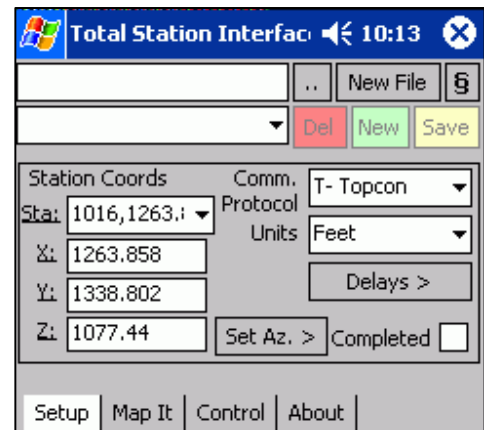 Total Station Interfac 10:13
.. New File §
Del New Save
Station Coords Comm. Protocol T- Topcon
Sta: 1016,1263.
Units Feet
X: 1263.858
Y: 1338.802 Delays >
Z: 1077.44 Set Az. > Completed
Setup Map It Control About